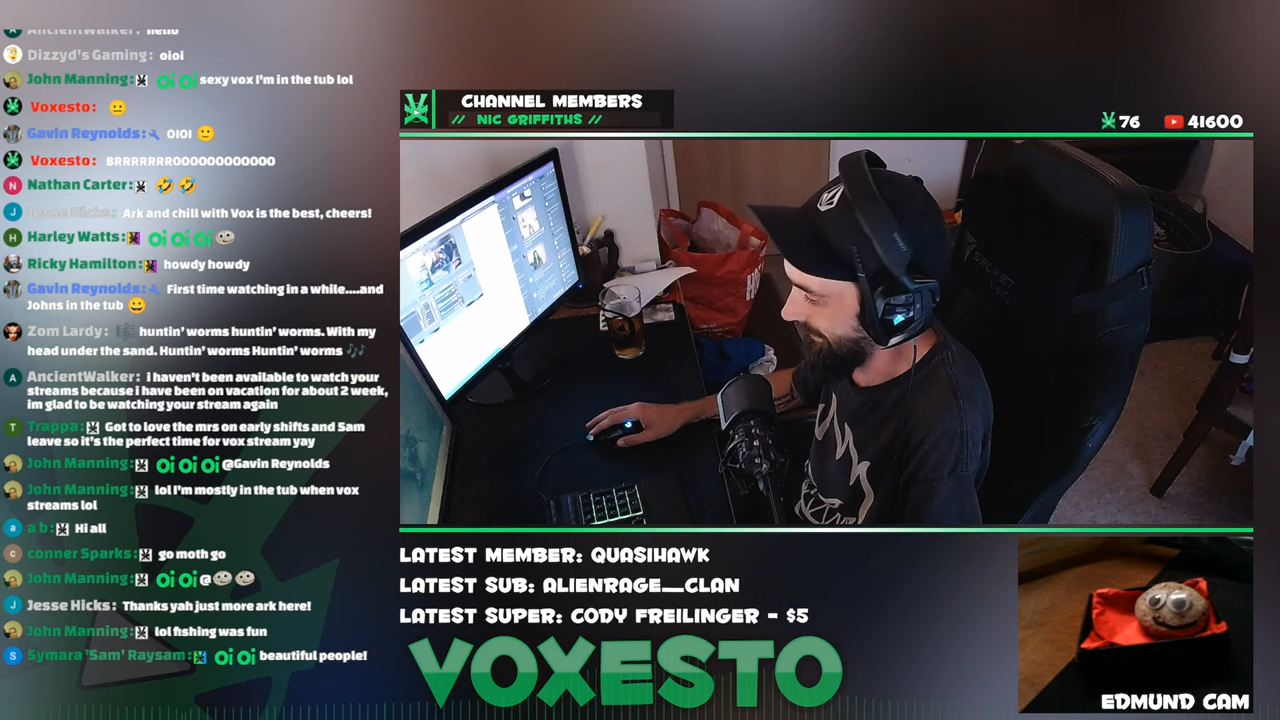 AncientWalker: hello
Dizzyd's Gaming: oioi
John Manning: Oi Oi sexy vox I'm in the tub lol
Voxesto: 😐
Gavin Reynolds: OIOI 🙂
Voxesto: BRRRRRRROOOOOOOOOOOO
Nathan Carter: 🤣 🤣
Jesse Hicks: Ark and chill with Vox is the best, cheers!
Harley Watts: Oi Oi Oi
Ricky Hamilton: howdy howdy
Gavin Reynolds: First time watching in a while....and
Johns in the tub 😀
Zom Lardy: huntin' worms huntin' worms. With my
head under the sand. Huntin' worms Huntin' worms 🎶
AncientWalker: i haven't been available to watch your
streams because i have been on vacation for about 2 week,
im glad to be watching your stream again
Trappa: Got to love the mrs on early shifts and Sam
leave so it's the perfect time for vox stream yay
John Manning: Oi Oi Oi @Gavin Reynolds
John Manning: lol I'm mostly in the tub when vox
streams lol
a b: Hi all
conner Sparks: go moth go
John Manning: Oi Oi @
Jesse Hicks: Thanks yah just more ark here!
John Manning: lol fishing was fun
Symara 'Sam' Raysam: Oi Oi beautiful people!
CHANNEL MEMBERS
// NIC GRIFFITHS //
76 41600
LATEST MEMBER: QUASIHAWK
LATEST SUB: ALIENRAGE__CLAN
LATEST SUPER: CODY FREILINGER - $5
VOXESTO
EDMUND CAM